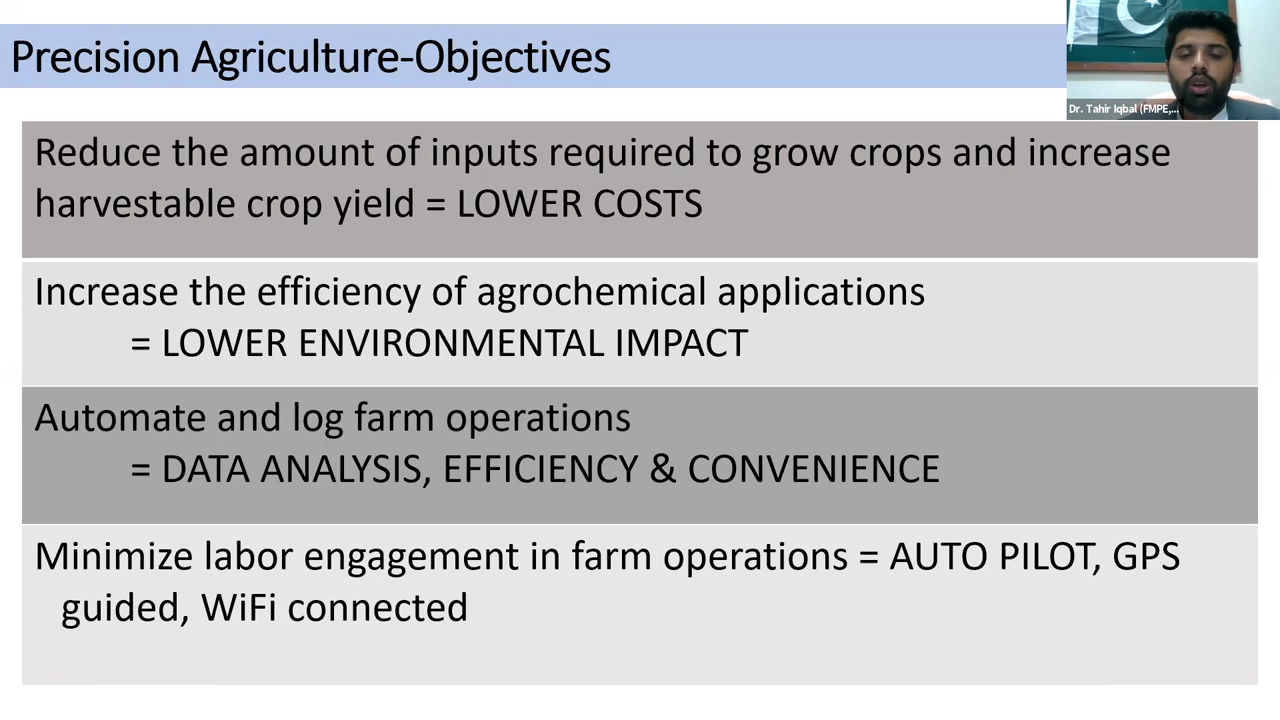 Precision Agriculture-Objectives
Dr. Tahir Iqbal (FMPE,...
Reduce the amount of inputs required to grow crops and increase
harvestable crop yield = LOWER COSTS
Increase the efficiency of agrochemical applications
= LOWER ENVIRONMENTAL IMPACT
Automate and log farm operations
= DATA ANALYSIS, EFFICIENCY & CONVENIENCE
Minimize labor engagement in farm operations = AUTO PILOT, GPS
guided, WiFi connected